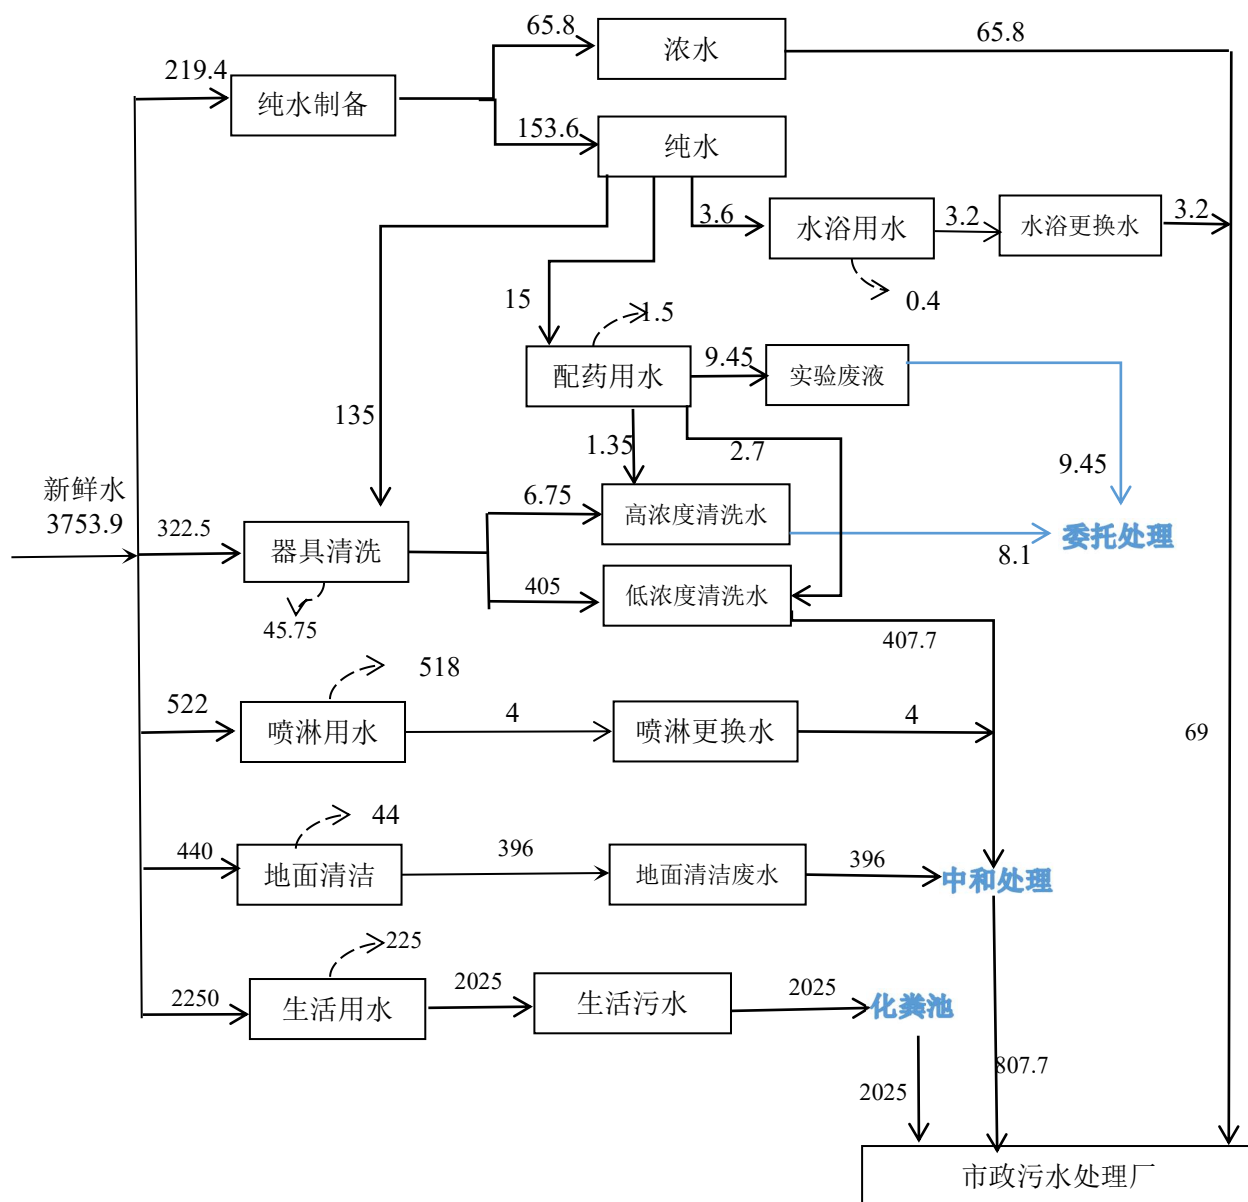 65.8
浓水
65.8
219.4
纯水制备
153.6
纯水
3.6
水浴用水
3.2
水浴更换水
3.2
0.4
15
1.5
配药用水
9.45
实验废液
135
1.35
2.7
9.45
新鲜水
3753.9
322.5
器具清洗
6.75
高浓度清洗水
8.1
委托处理
45.75
405
低浓度清洗水
407.7
518
522
喷淋用水
4
喷淋更换水
4
69
44
440
地面清洁
396
地面清洁废水
396
中和处理
225
2250
生活用水
2025
生活污水
2025
化粪池
2025
807.7
市政污水处理厂